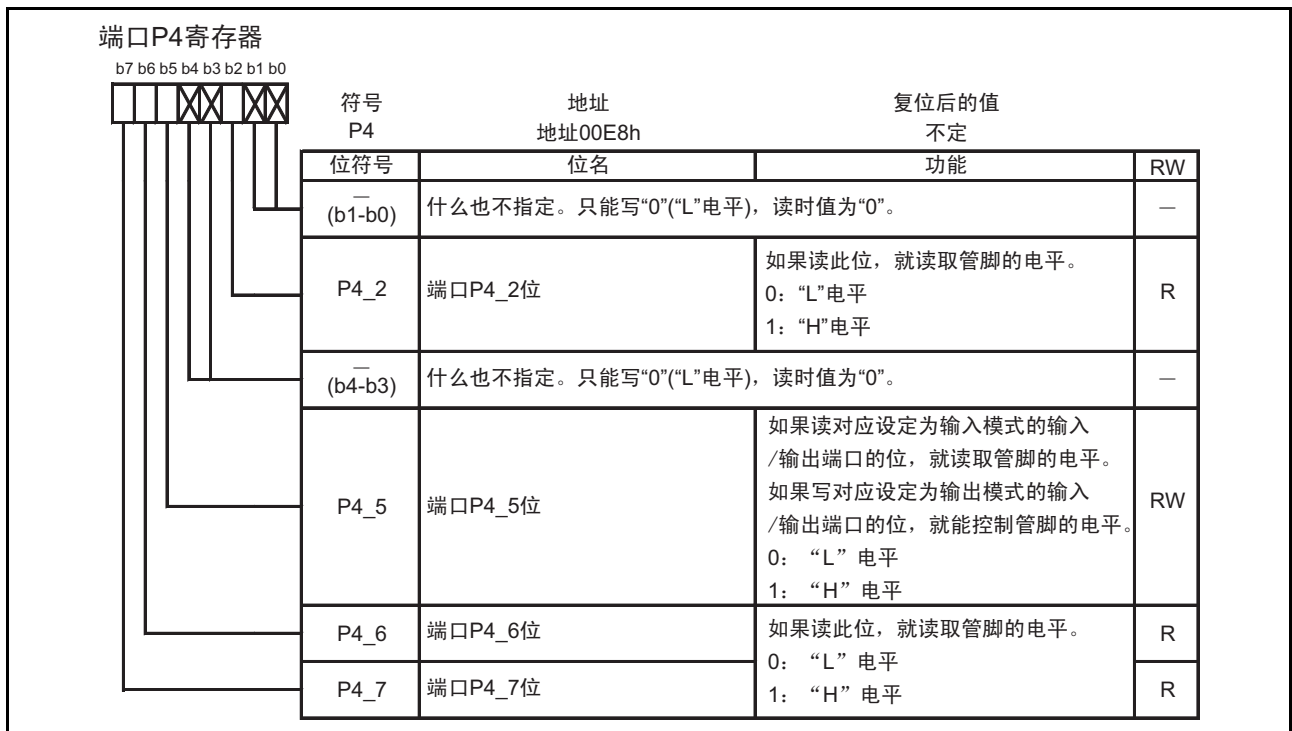 端口P4寄存器
b7 b6 b5 b4 b3 b2 b1 b0
符号 地址 复位后的值
P4 地址00E8h 不定
位符号 位名 功能 RW
—
(b1-b0) 什么也不指定。只能写“0”(“L”电平)，读时值为“0”。 —
P4_2 端口P4_2位 如果读此位，就读取管脚的电平。 R
0：“L”电平
1：“H”电平
—
(b4-b3) 什么也不指定。只能写“0”(“L”电平)，读时值为“0”。 —
P4_5 端口P4_5位 如果读对应设定为输入模式的输入 RW
/输出端口的位，就读取管脚的电平。
如果写对应设定为输出模式的输入
/输出端口的位，就能控制管脚的电平。
0： “L” 电平
1： “H” 电平
P4_6 端口P4_6位 如果读此位，就读取管脚的电平。 R
0： “L” 电平
P4_7 端口P4_7位 1： “H” 电平 R